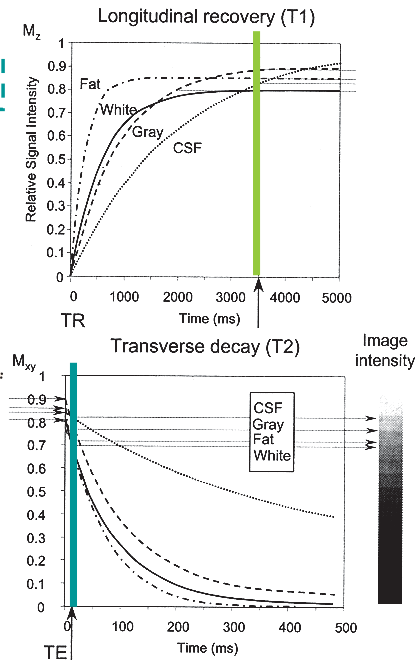 Longitudinal recovery (T1)
Mz
1
0.9
0.8
0.7
0.6
0.5
0.4
0.3
0.2
0.1
0
Relative Signal Intensity
Fat
White
Gray
CSF
0 1000 2000 3000 4000 5000
TR
Time (ms)
Transverse decay (T2)
Image
intensity
Mxy
1
0.9
0.8
0.7
0.6
0.5
0.4
0.3
0.2
0.1
0
CSF
Gray
Fat
White
0 100 200 300 400 500
TE
Time (ms)